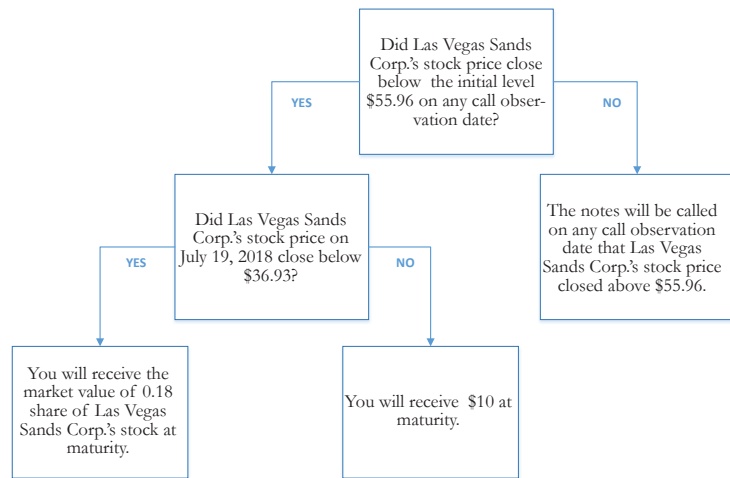 Did Las Vegas Sands
Corp.'s stock price close
below the initial level
$55.96 on any call obser-
vation date?
YES
NO
Did Las Vegas Sands
Corp.'s stock price on
July 19, 2018 close below
$36.93?
The notes will be called
on any call observation
date that Las Vegas
Sands Corp.'s stock price
closed above $55.96.
YES
NO
You will receive the
market value of 0.18
share of Las Vegas
Sands Corp.'s stock at
maturity.
You will receive $10 at
maturity.